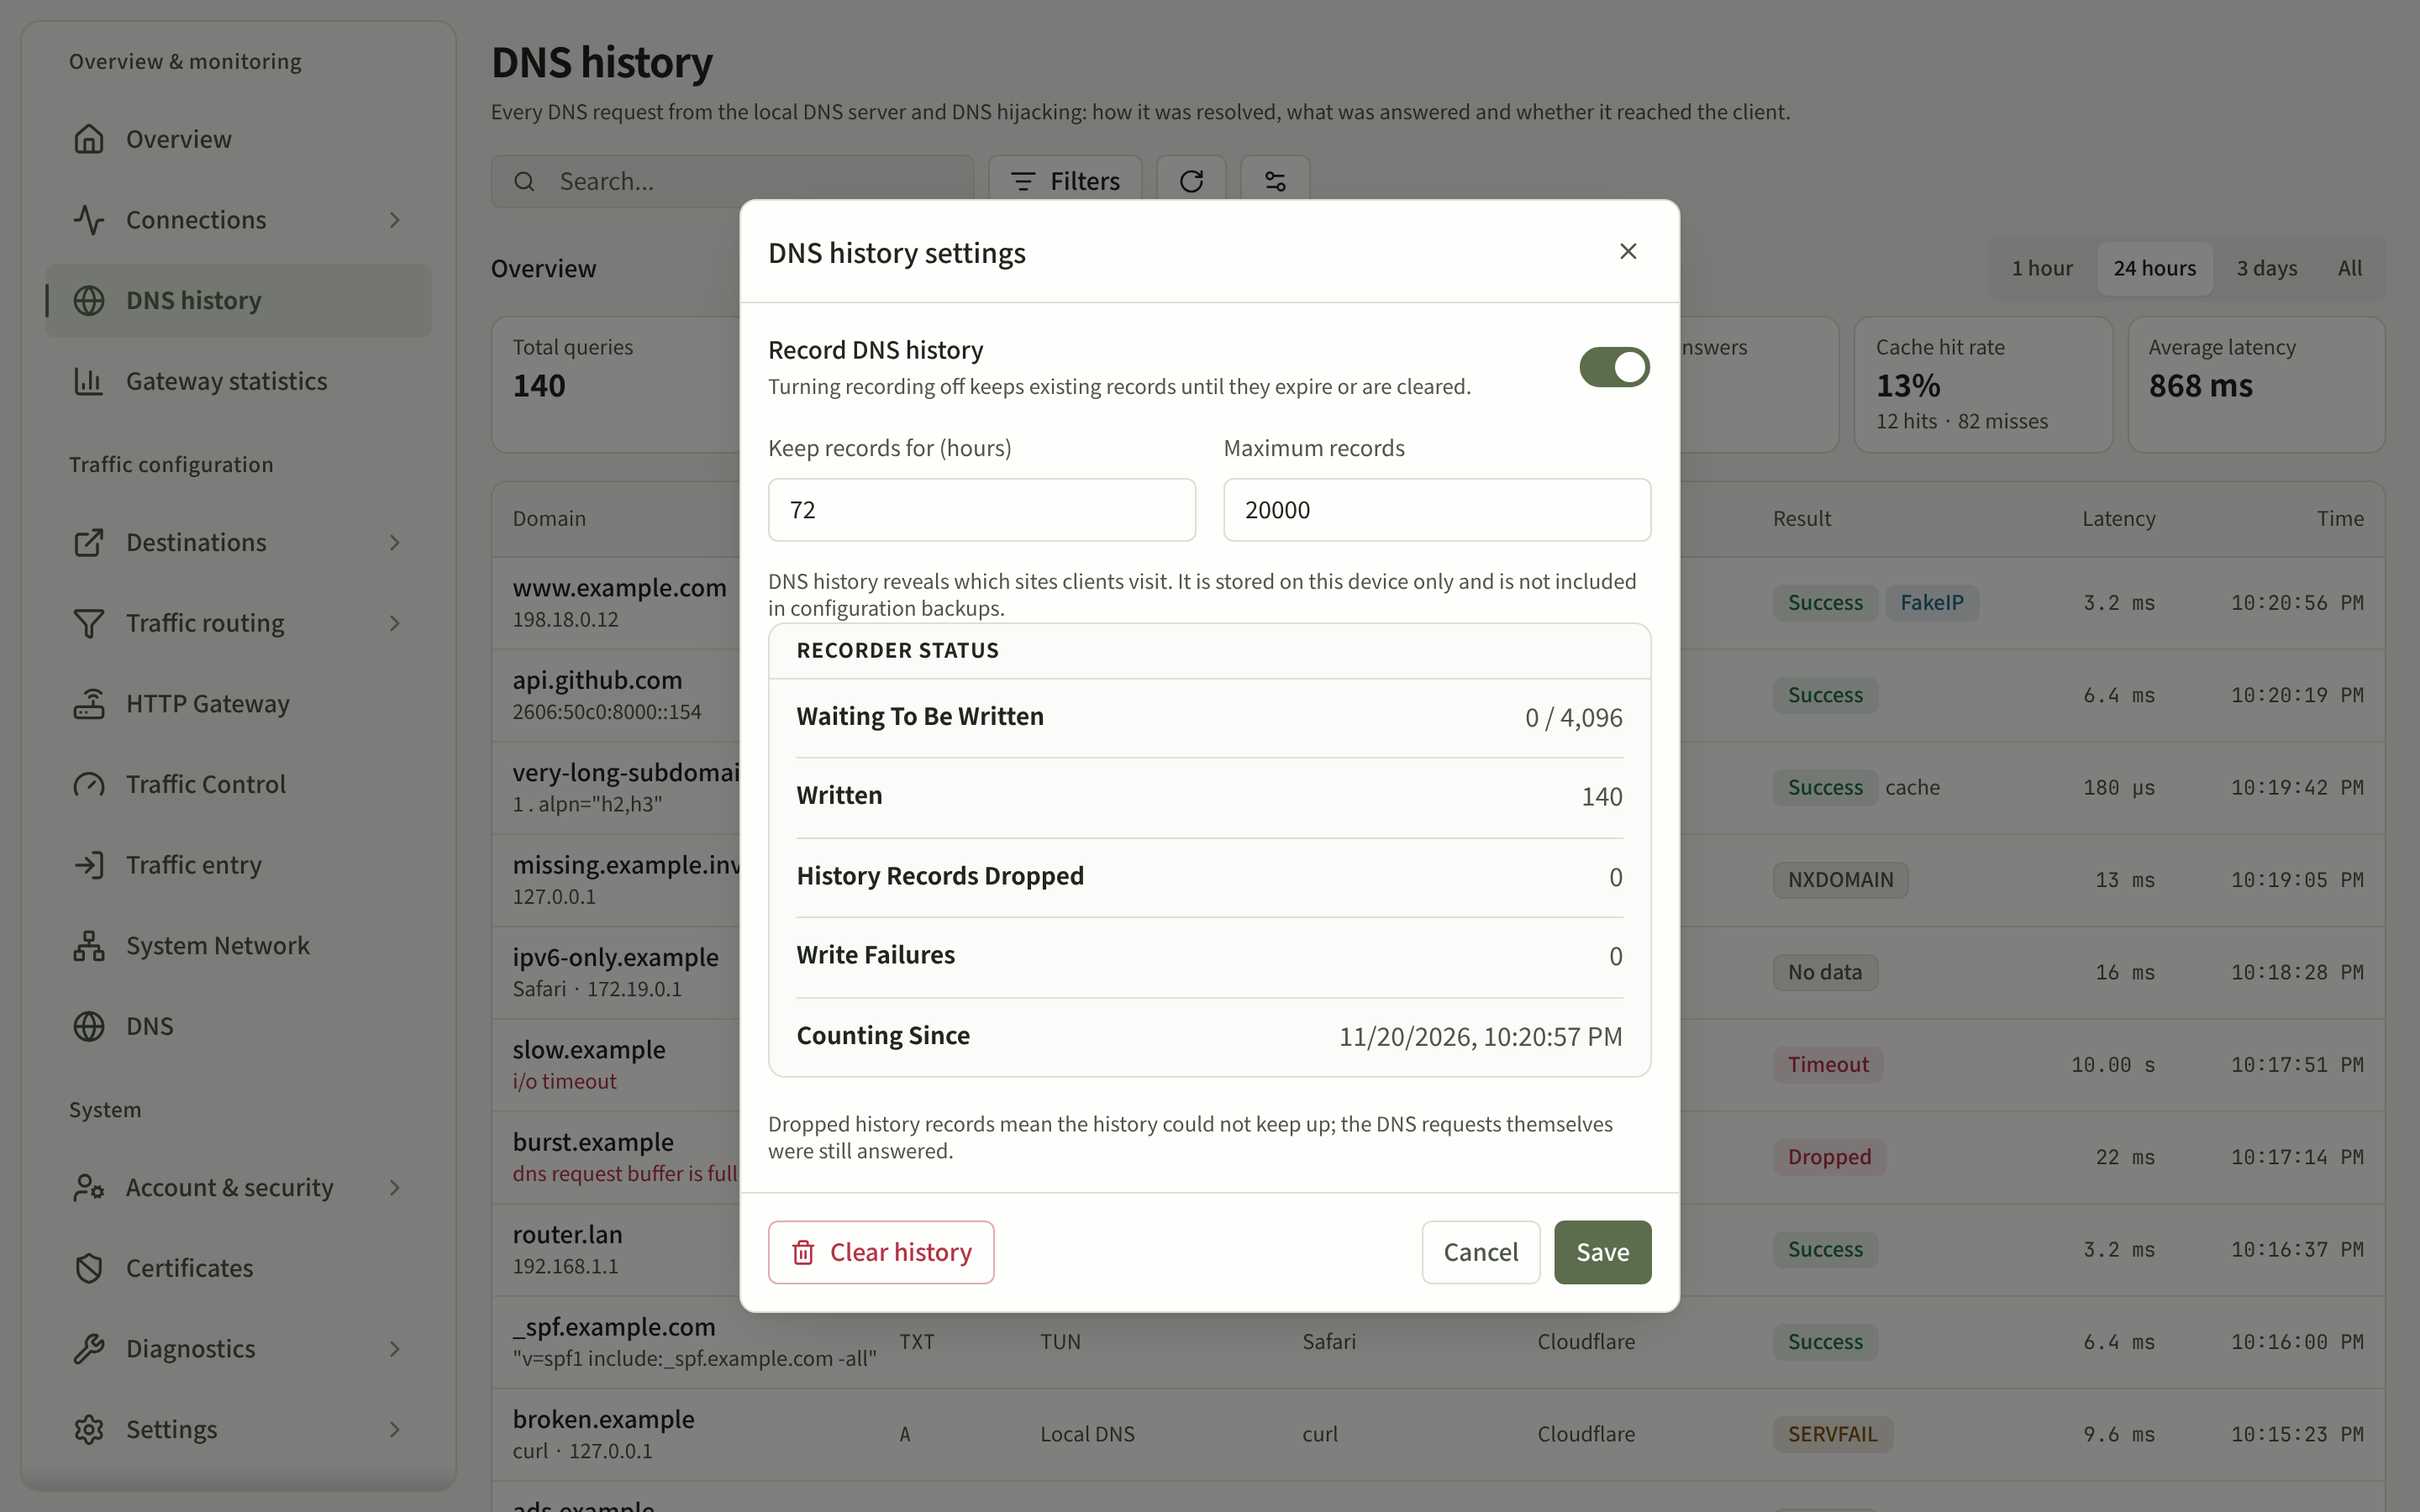 Overview & monitoring
Overview
Connections
DNS history
Gateway statistics
Traffic configuration
Destinations
Traffic routing
HTTP Gateway
Traffic Control
Traffic entry
System Network
DNS
System
Account & security
Certificates
Diagnostics
Settings
DNS history
Every DNS request from the local DNS server and DNS hijacking: how it was resolved, what was answered and whether it reached the client.
Search...
Filters
Overview
1 hour
24 hours
3 days
All
Total queries
140
nswers
Cache hit rate
13%
12 hits · 82 misses
Average latency
868 ms
Domain
Result
Latency
Time
www.example.com
198.18.0.12
Success FakeIP 3.2 ms 10:20:56 PM
api.github.com
2606:50c0:8000::154
Success 6.4 ms 10:20:19 PM
very-long-subdomai
1 . alpn="h2,h3"
Success cache 180 µs 10:19:42 PM
missing.example.inv
127.0.0.1
NXDOMAIN 13 ms 10:19:05 PM
ipv6-only.example
Safari · 172.19.0.1
No data 16 ms 10:18:28 PM
slow.example
i/o timeout
Timeout 10.00 s 10:17:51 PM
burst.example
dns request buffer is full
Dropped 22 ms 10:17:14 PM
router.lan
192.168.1.1
Success 3.2 ms 10:16:37 PM
_spf.example.com
"v=spf1 include:_spf.example.com -all"
TXT TUN Safari Cloudflare Success 6.4 ms 10:16:00 PM
broken.example
curl · 127.0.0.1
A Local DNS curl Cloudflare SERVFAIL 9.6 ms 10:15:23 PM
DNS history settings
Record DNS history
Turning recording off keeps existing records until they expire or are cleared.
Keep records for (hours)
72
Maximum records
20000
DNS history reveals which sites clients visit. It is stored on this device only and is not included
in configuration backups.
RECORDER STATUS
Waiting To Be Written 0 / 4,096
Written 140
History Records Dropped 0
Write Failures 0
Counting Since 11/20/2026, 10:20:57 PM
Dropped history records mean the history could not keep up; the DNS requests themselves
were still answered.
Clear history
Cancel
Save